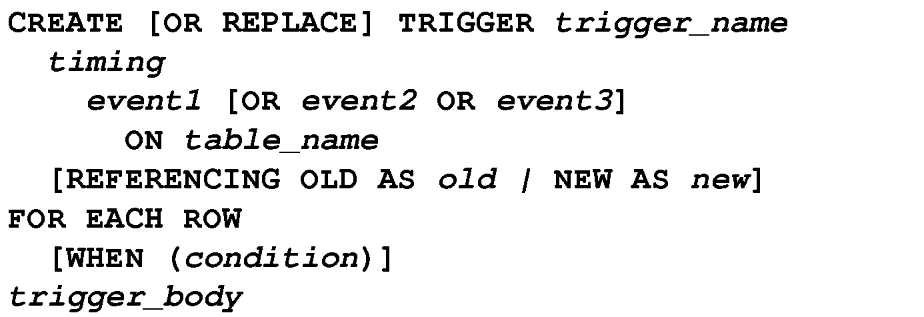 CREATE [OR REPLACE] TRIGGER trigger_name
timing
event1 [OR event2 OR event3]
ON table_name
[REFERENCING OLD AS old | NEW AS new]
FOR EACH ROW
[WHEN (condition)]
trigger_body